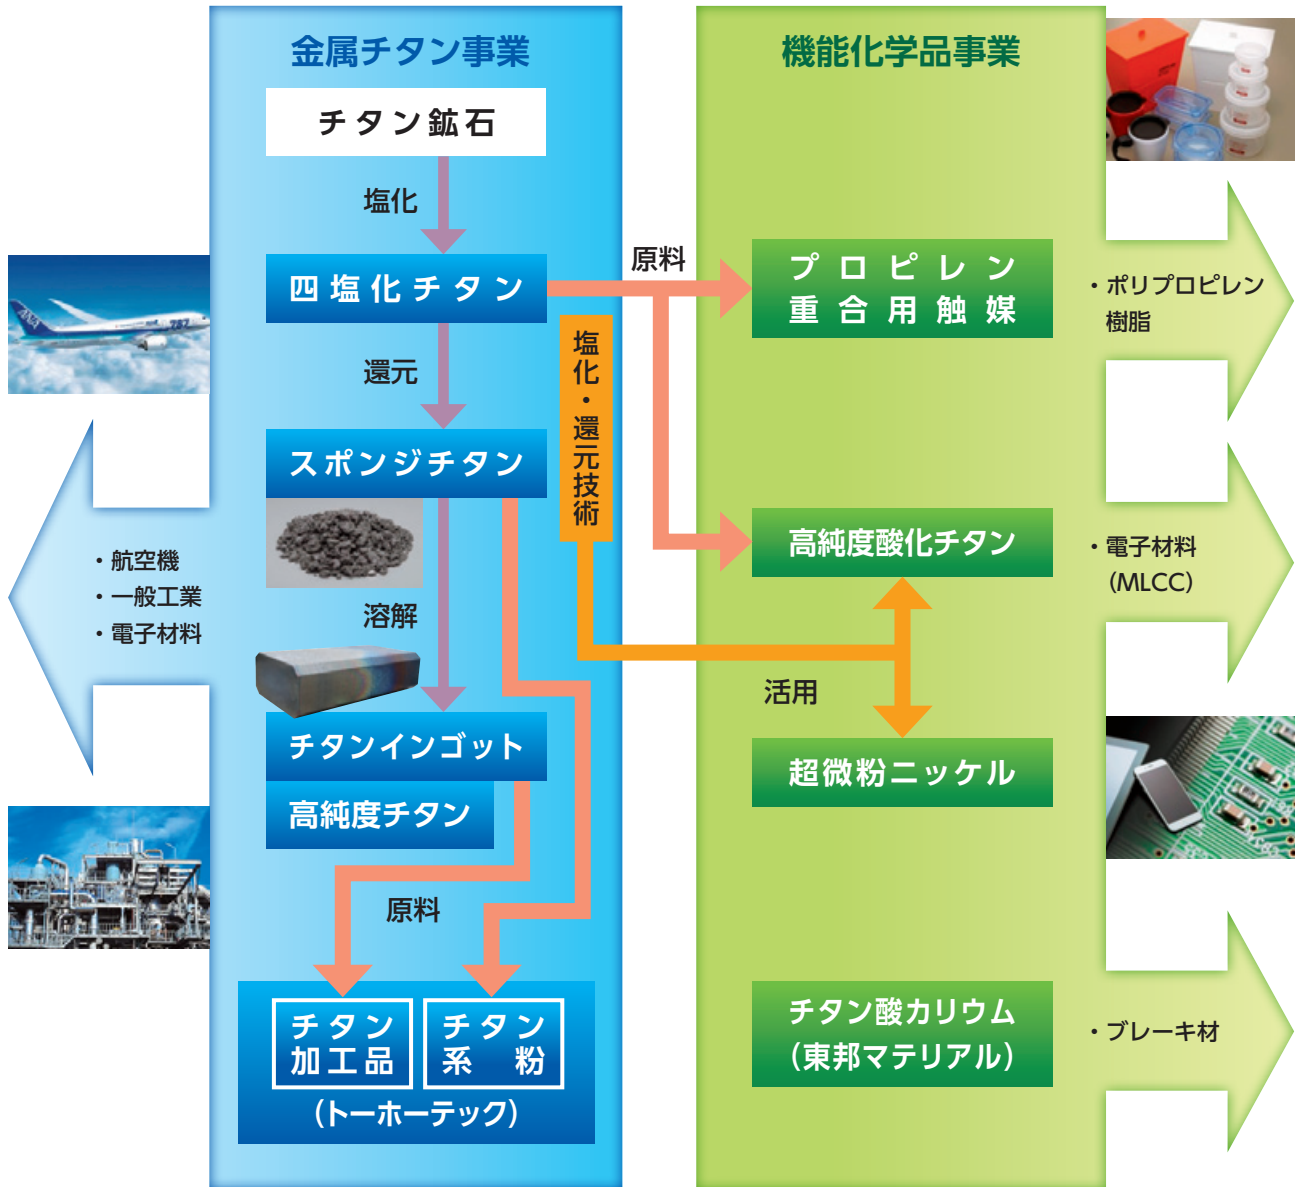 金属チタン事業
チタン鉱石
塩化
四塩化チタン
還元
スポンジチタン
溶解
チタンインゴット
高純度チタン
原料
チタン
加工品
チタン
系粉
(トーホーテック)
・航空機
・一般工業
・電子材料
ANA
787
原料
塩化・還元技術
活用
機能化学品事業
プロピレン
重合用触媒
高純度酸化チタン
超微粉ニッケル
チタン酸カリウム
(東邦マテリアル)
・ポリプロピレン
樹脂
・電子材料
(MLCC)
・ブレーキ材